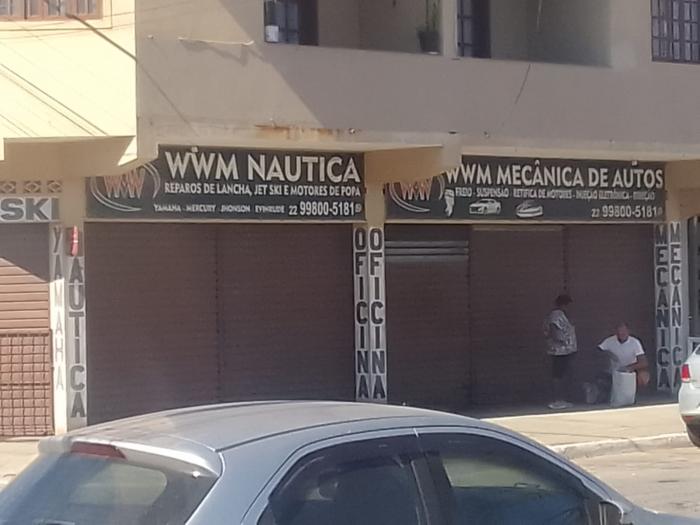 WWM NAUTICA
REPAROS DE LANCHA, JET SKI E MOTORES DE POPA
YAMAHA - MERCURY - JHONSON - EVINRUDE 22 99800-5181
WWM MECÂNICA DE AUTOS
FREIO - SUSPENSÃO - RETIFICA DE MOTORES - INJEÇÃO ELETRÔNICA - DIREÇÃO
22 99800-5181
SKI
YAMAHA
NAUTICA
OFICINA
OFICINA
MECANICA
MECANICA